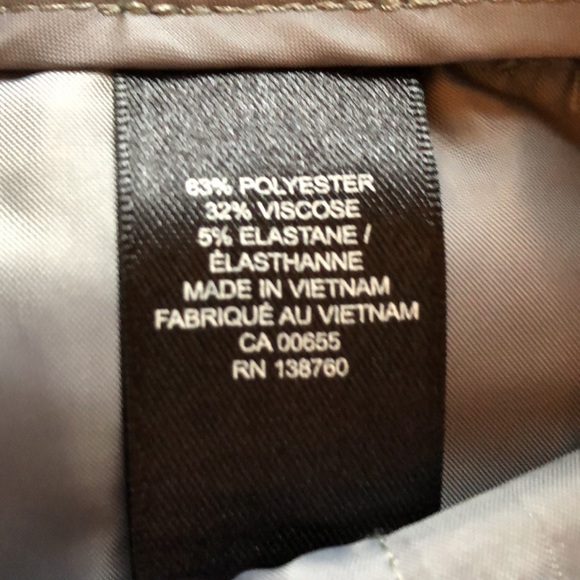 63% POLYESTER
32% VISCOSE
5% ELASTANE /
ÉLASTHANNE
MADE IN VIETNAM
FABRIQUÉ AU VIETNAM
CA 00655
RN 138760